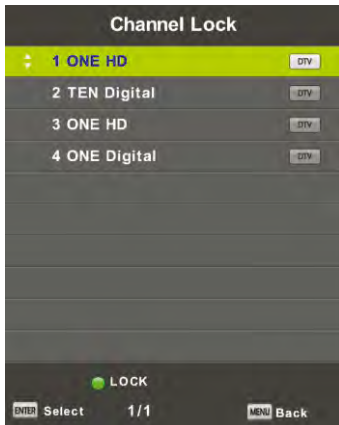 Channel Lock
1 ONE HD DTV
2 TEN Digital DTV
3 ONE HD DTV
4 ONE Digital DTV
LOCK
ENTER Select 1/1 MENU Back